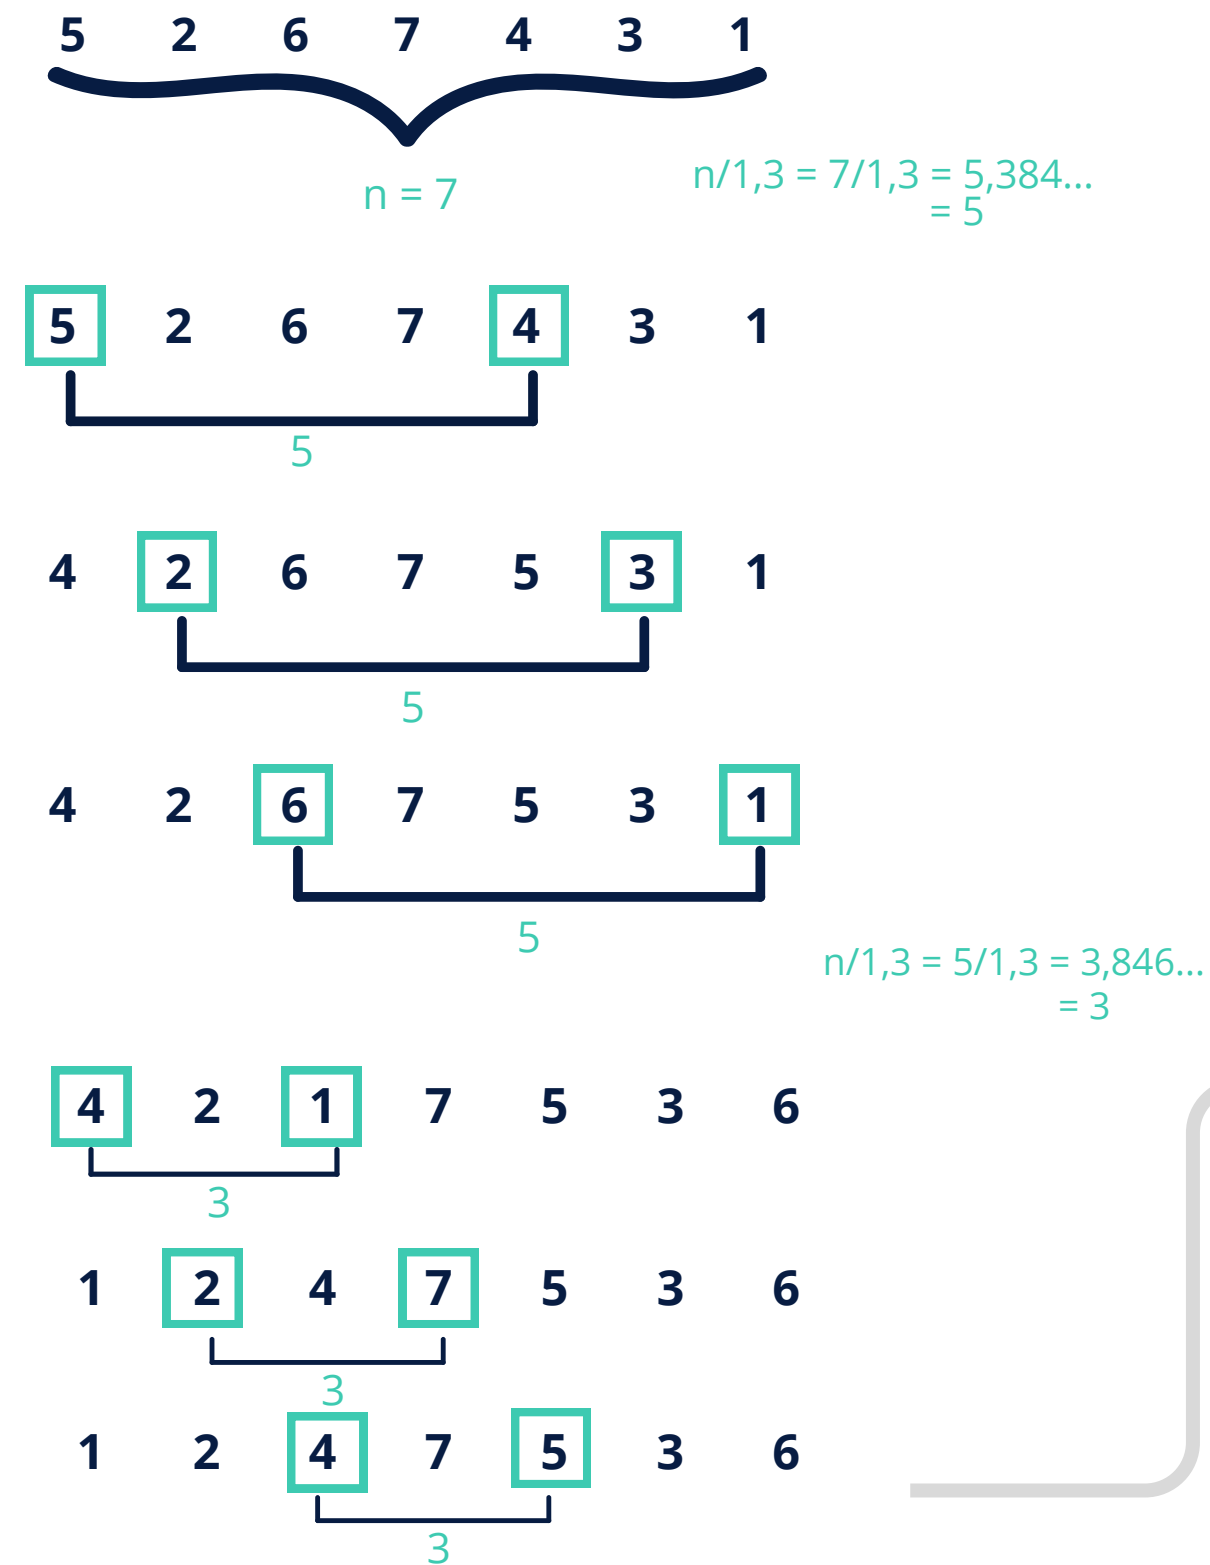 5 2 6 7 4 3 1
n = 7
n/1,3 = 7/1,3 = 5,384...
= 5
5 2 6 7 4 3 1
5
4 2 6 7 5 3 1
5
4 2 6 7 5 3 1
5
n/1,3 = 5/1,3 = 3,846...
= 3
4 2 1 7 5 3 6
3
1 2 4 7 5 3 6
3
1 2 4 7 5 3 6
3